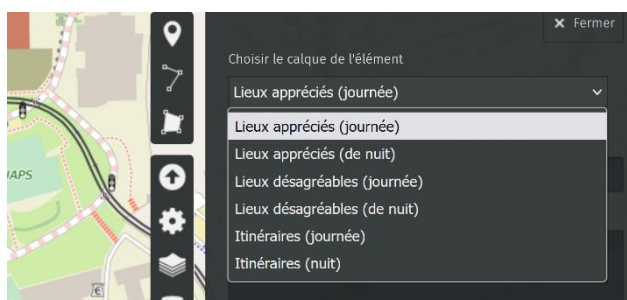 × Fermer
Choisir le calque de l'élément
Lieux appréciés (journée)
Lieux appréciés (journée)
Lieux appréciés (de nuit)
Lieux désagréables (journée)
Lieux désagréables (de nuit)
Itinéraires (journée)
Itinéraires (nuit)
APS